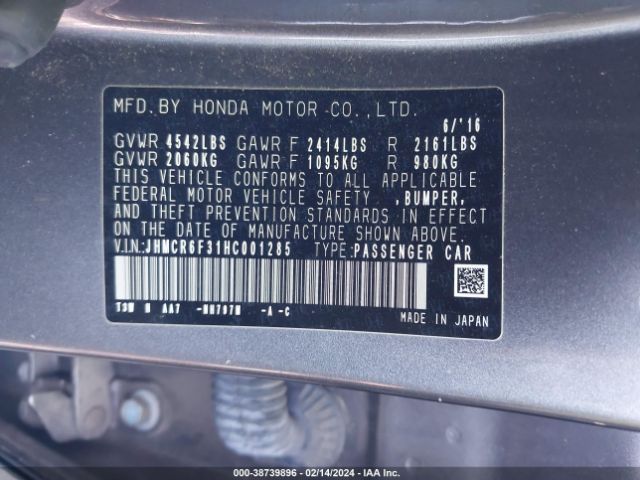 MFD.BY HONDA MOTOR CO.,LTD.
6/'16
GVWR 4542LBS GAWR F 2414LBS R 2161LBS
GVWR 2060KG GAWR F 1095KG R 980KG
THIS VEHICLE CONFORMS TO ALL APPLICABLE
FEDERAL MOTOR VEHICLE SAFETY ,BUMPER,
AND THEFT PREVENTION STANDARDS IN EFFECT
ON THE DATE OF MANUFACTURE SHOWN ABOVE.
V.I.N:JHMCR6F31HC001285 TYPE:PASSENGER CAR
AA7 -A -C
MADE IN JAPAN
000-38739896 - 02/14/2024 - IAA Inc.